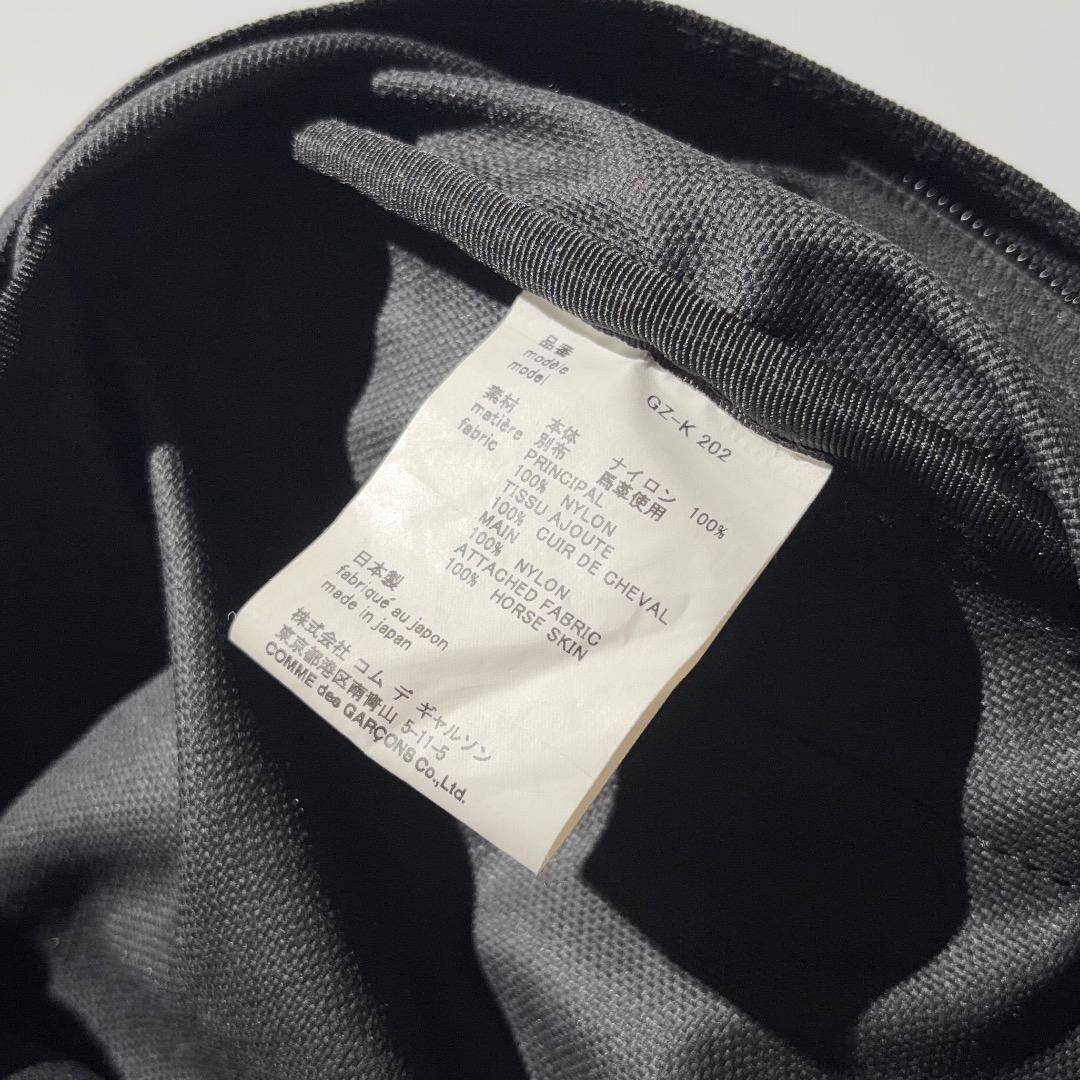 品番
modèle
model
GZ-K 202
素材
matière
fabric
本体 ナイロン 100%
別布 馬革使用
PRINCIPAL
100% NYLON
TISSU AJOUTE
100% CUIR DE CHEVAL
MAIN
100% NYLON
ATTACHED FABRIC
100% HORSE SKIN
日本製
fabriqué au japon
made in japan
株式会社 コム デ ギャルソン
東京都港区南青山 5-11-5
COMME des GARÇONS Co.,Ltd.